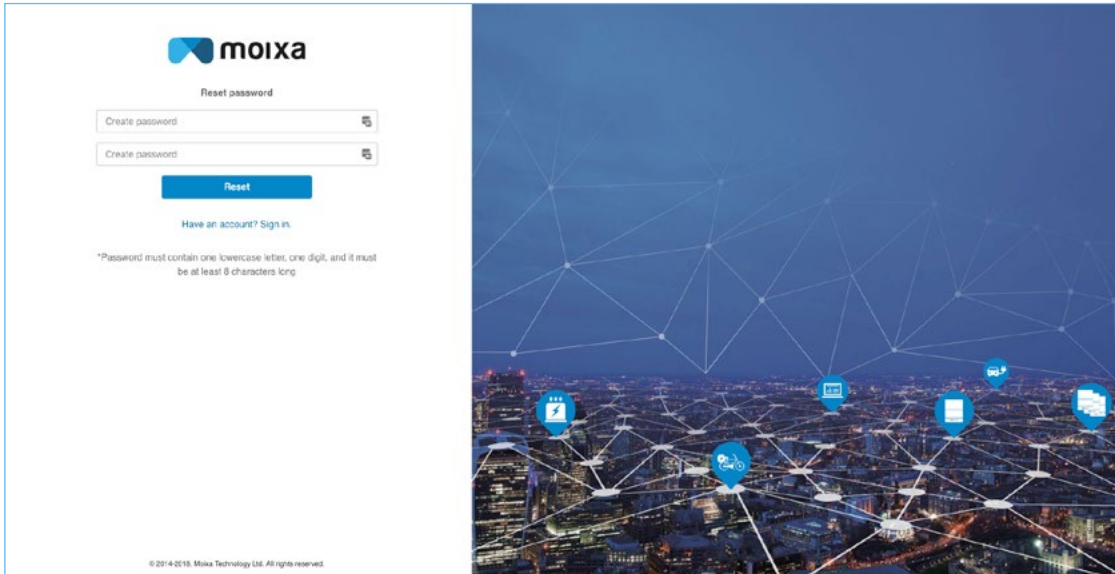 moixa
Reset password
Create password
Create password
Reset
Have an account? Sign in.
*Password must contain one lowercase letter, one digit, and it must
be at least 8 characters long
© 2014-2018, Moixa Technology Ltd. All rights reserved.